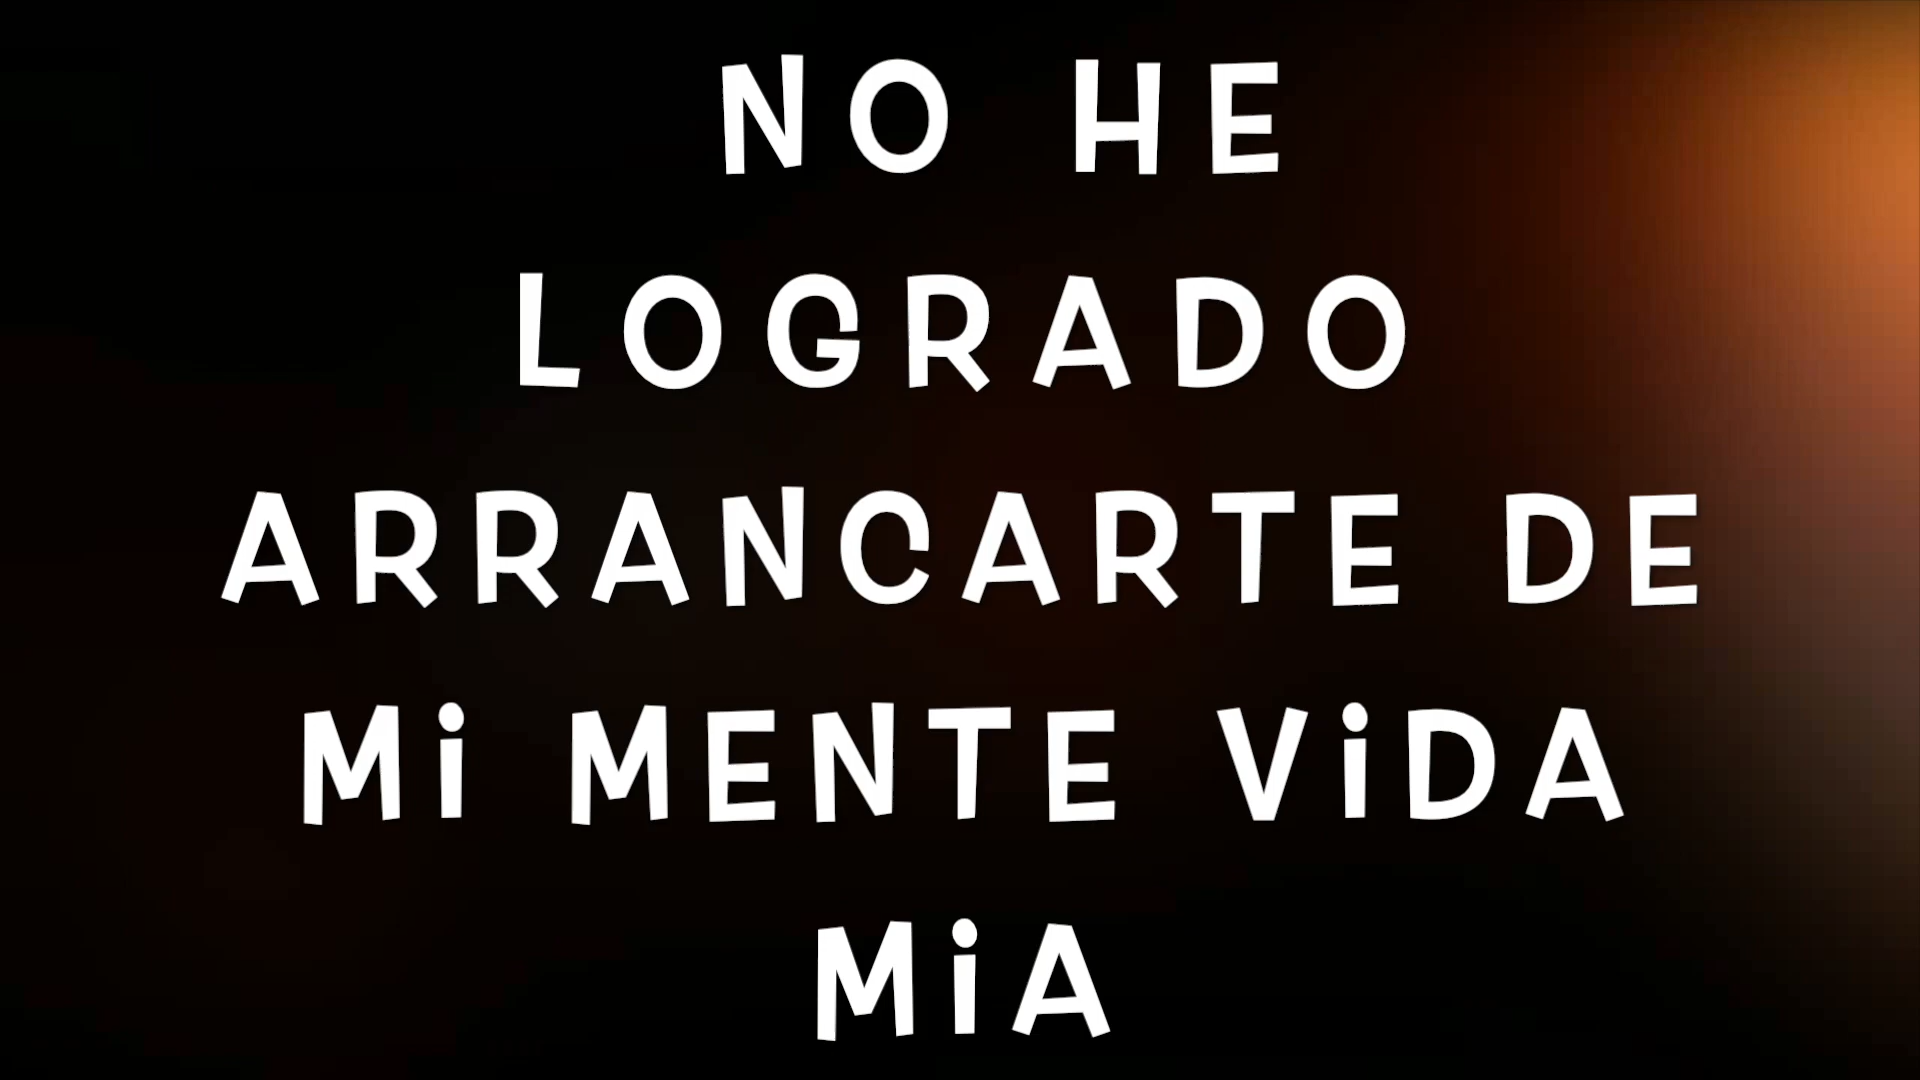 NO HE
LOGRADO
ARRANCARTE DE
Mi MENTE ViDA
MiA